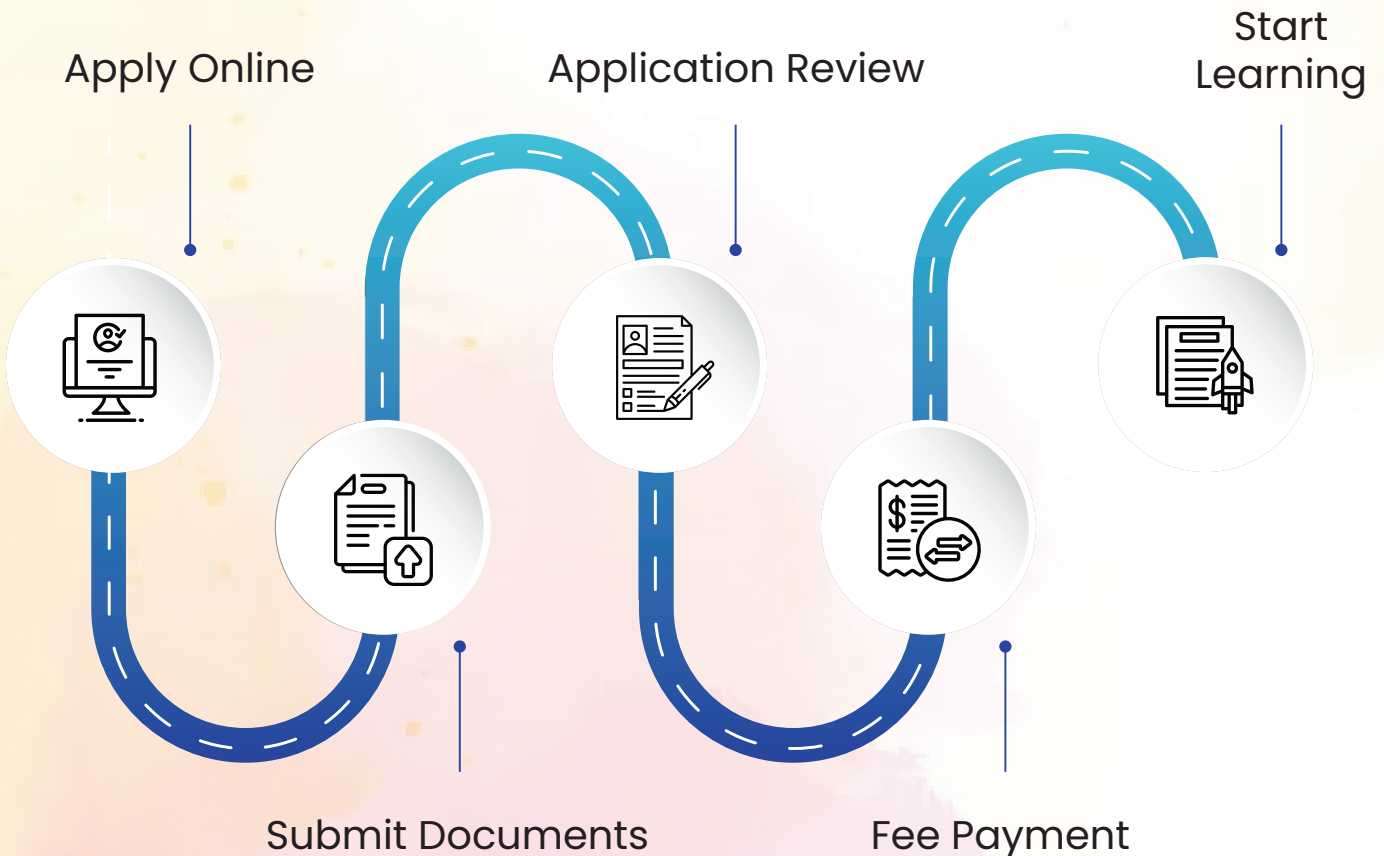 Apply Online
Submit Documents
Application Review
Fee Payment
Start
Learning
$